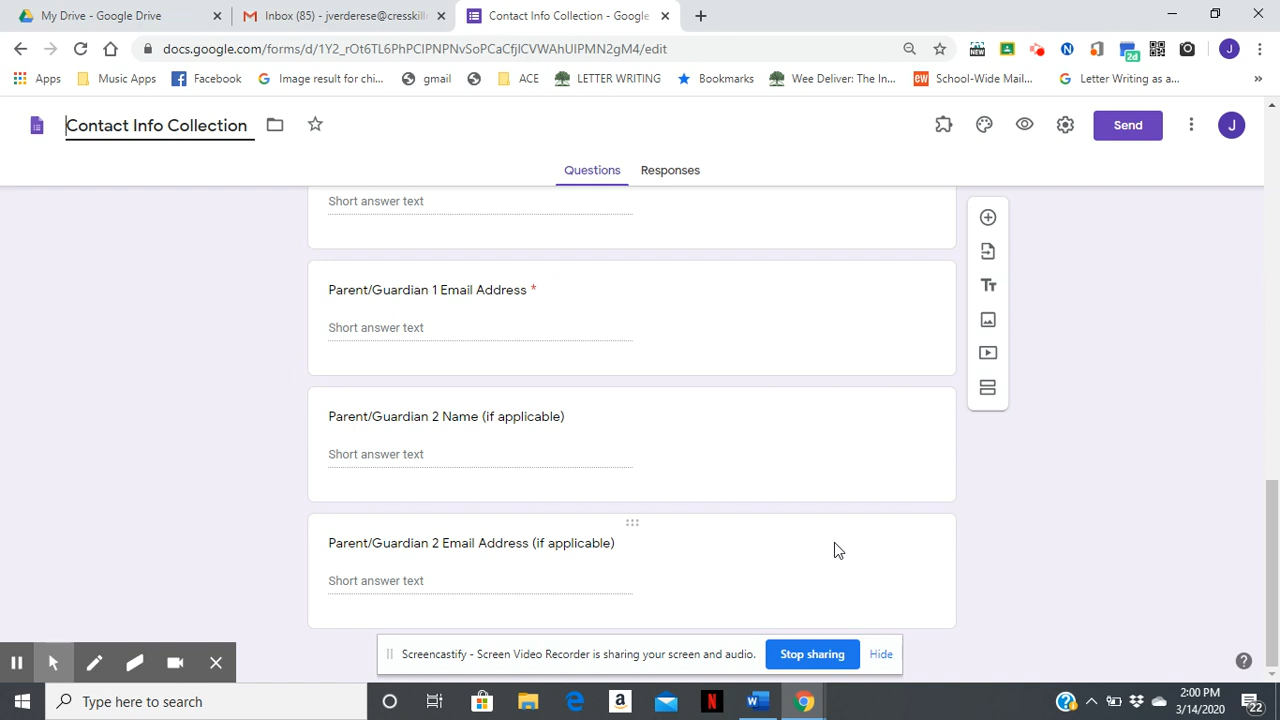 My Drive - Google Drive
Inbox (85) - jverderese@cresskill
Contact Info Collection - Google
docs.google.com/forms/d/1Y2_rOt6TL6PhPCIPNPNvSoPCaCfjlCVWAhUIPMN2gM4/edit
NEW
2d
J
Apps
Music Apps
Facebook
Image result for chi...
gmail
ACE
LETTER WRITING
Bookmarks
Wee Deliver: The In...
School-Wide Mail...
Letter Writing as a...
»
Contact Info Collection
Send
J
Questions
Responses
Short answer text
Parent/Guardian 1 Email Address *
Short answer text
Parent/Guardian 2 Name (if applicable)
Short answer text
Parent/Guardian 2 Email Address (if applicable)
Short answer text
Screencastify - Screen Video Recorder is sharing your screen and audio.
Stop sharing
Hide
Type here to search
2:00 PM
3/14/2020
22